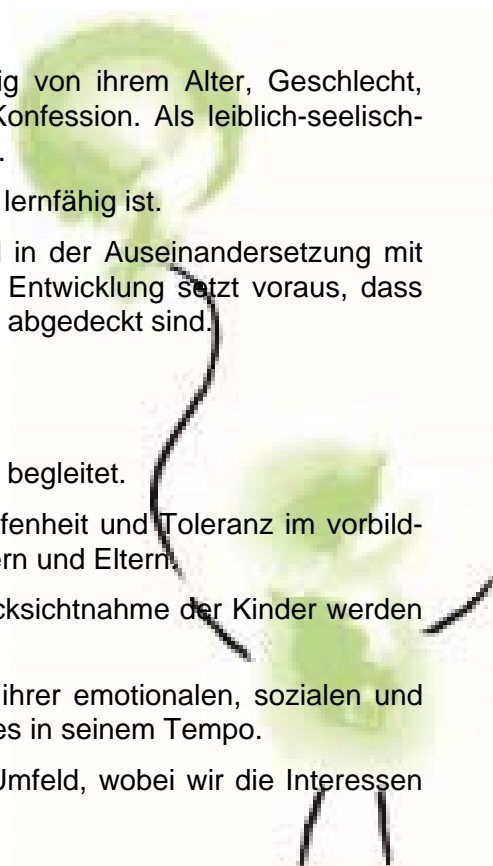 ig von ihrem Alter, Geschlecht,
Konfession. Als leiblich-seelisch-
.
lernfähig ist.
in der Auseinandersetzung mit
Entwicklung setzt voraus, dass
abgedeckt sind.
begleitet.
ffenheit und Toleranz im vorbild-
ern und Eltern.
cksichtnahme der Kinder werden
ihrer emotionalen, sozialen und
es in seinem Tempo.
Umfeld, wobei wir die Interessen